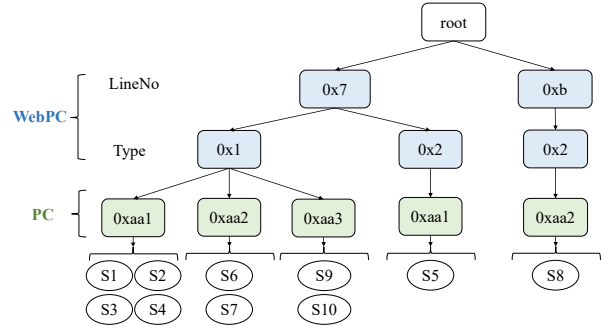 root
LineNo 0x7 0xb
WebPC
Type 0x1 0x2 0x2
PC 0xaa1 0xaa2 0xaa3 0xaa1 0xaa2
S1 S2 S6 S9 S5 S8
S3 S4 S7 S10